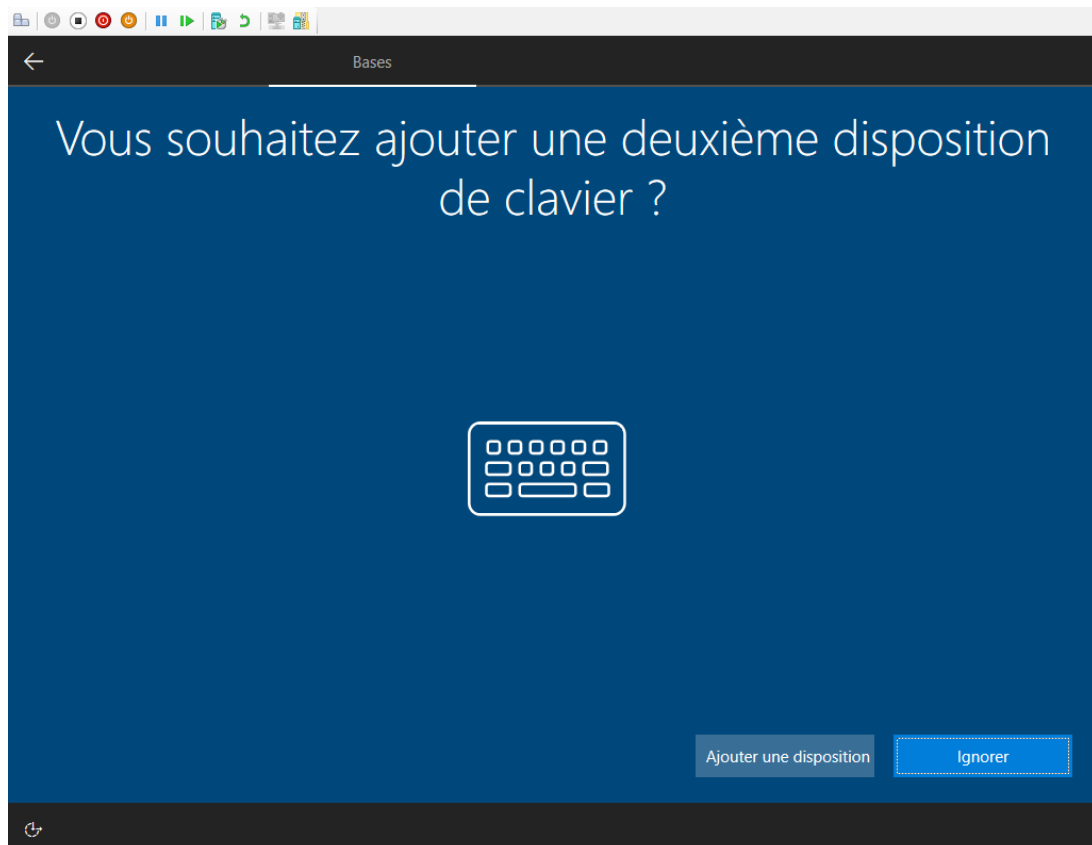 Bases
Vous souhaitez ajouter une deuxième disposition
de clavier ?
Ajouter une disposition
Ignorer